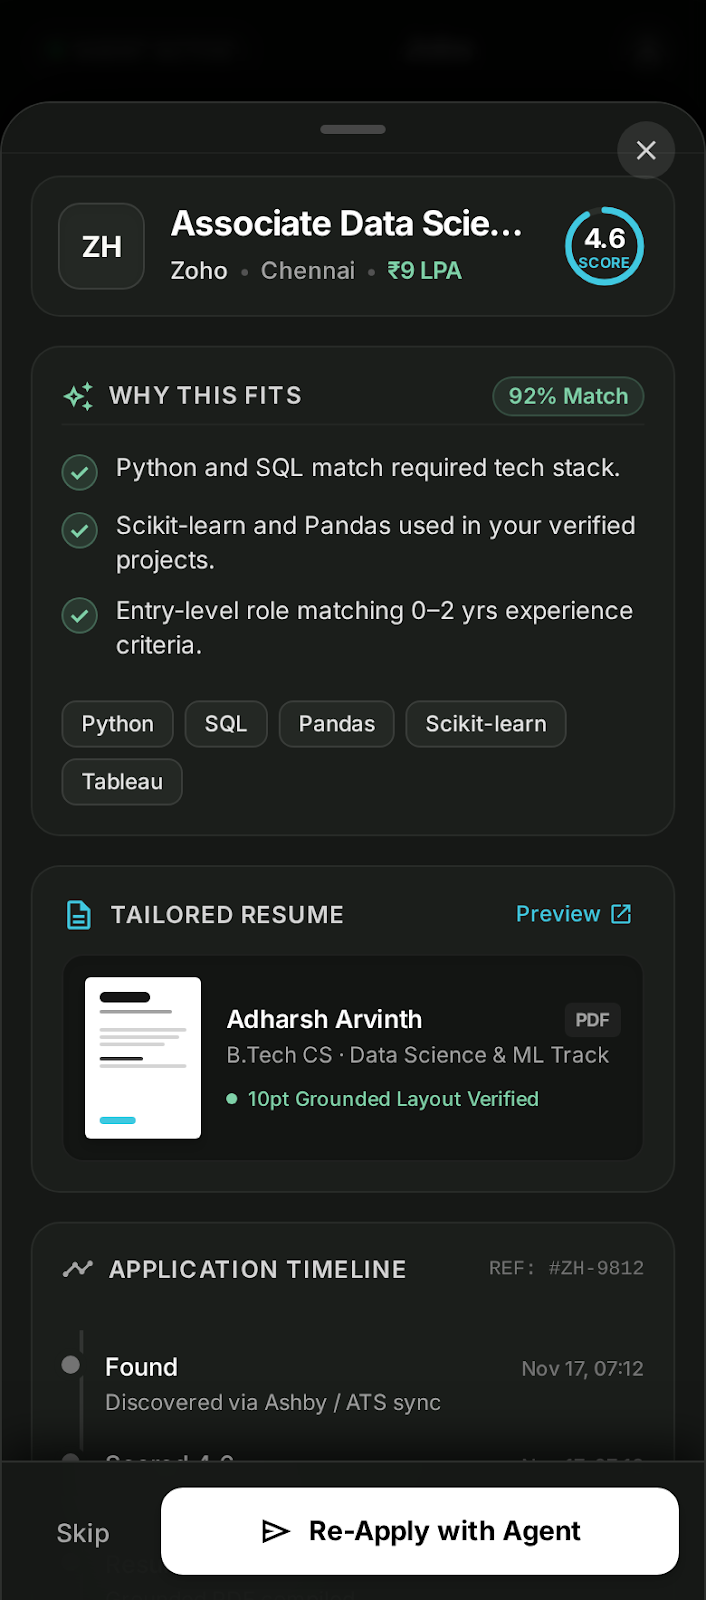 ZH
Associate Data Scie...
Zoho • Chennai • ₹9 LPA
4.6
SCORE
WHY THIS FITS
92% Match
Python and SQL match required tech stack.
Scikit-learn and Pandas used in your verified
projects.
Entry-level role matching 0–2 yrs experience
criteria.
Python
SQL
Pandas
Scikit-learn
Tableau
TAILORED RESUME
Preview
Adharsh Arvinth
PDF
B.Tech CS · Data Science & ML Track
10pt Grounded Layout Verified
APPLICATION TIMELINE
REF: #ZH-9812
Found
Nov 17, 07:12
Discovered via Ashby / ATS sync
Scored 4.6
Skip
Re-Apply with Agent